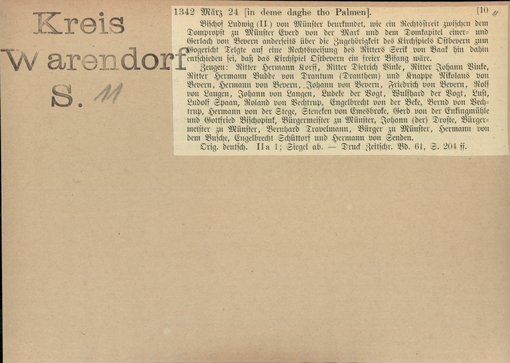 Kreis
Warendorf
S. 11
1342 März 24 [in deme daghe tho Palmen]. [10
Bischof Ludwig (II.) von Münster beurkundet, wie ein Rechtsstreit zwischen dem
Dompropst zu Münster Everd von der Mark und dem Domkapitel einer- und
Gerlach von Bevern anderseits über die Zugehörigkeit des Kirchspiels Ostbevern zum
Gogericht Telgte auf eine Rechtsweisung des Ritters Serik von Baak hin dahin
entschieden sei, daß das Kirchspiel Ostbevern ein freier Bifang wäre.
Zeugen: Ritter Hermann Korff, Ritter Dietrich Vinke, Ritter Johann Vinke,
Ritter Hermann Budde von Drantum (Dranthem) und Knappe Nikolaus von
Bevern, Hermann von Bevern, Johann von Bevern, Friedrich von Bevern, Rolf
von Langen, Johann von Langen, Ludeke der Vogt, Wulfhard der Vogt, Lust,
Ludolf Spaan, Roland von Vechtrup, Engelbrecht von der Beke, Bernd von Vech-
trup, Hermann von der Stege, Steneken von Emesbroke, Gerd von der Enkingmühle
und Gottfried Bischopink, Bürgermeister zu Münster, Johann (der) Droste, Bürger-
meister zu Münster, Bernhard Travelmann, Bürger zu Münster, Hermann von
dem Busche, Engelbrecht Schüttorf und Hermann von Senden.
Orig. deutsch. IIa 1; Siegel ab. — Druck Zeitschr. Bd. 61, S. 204 ff.